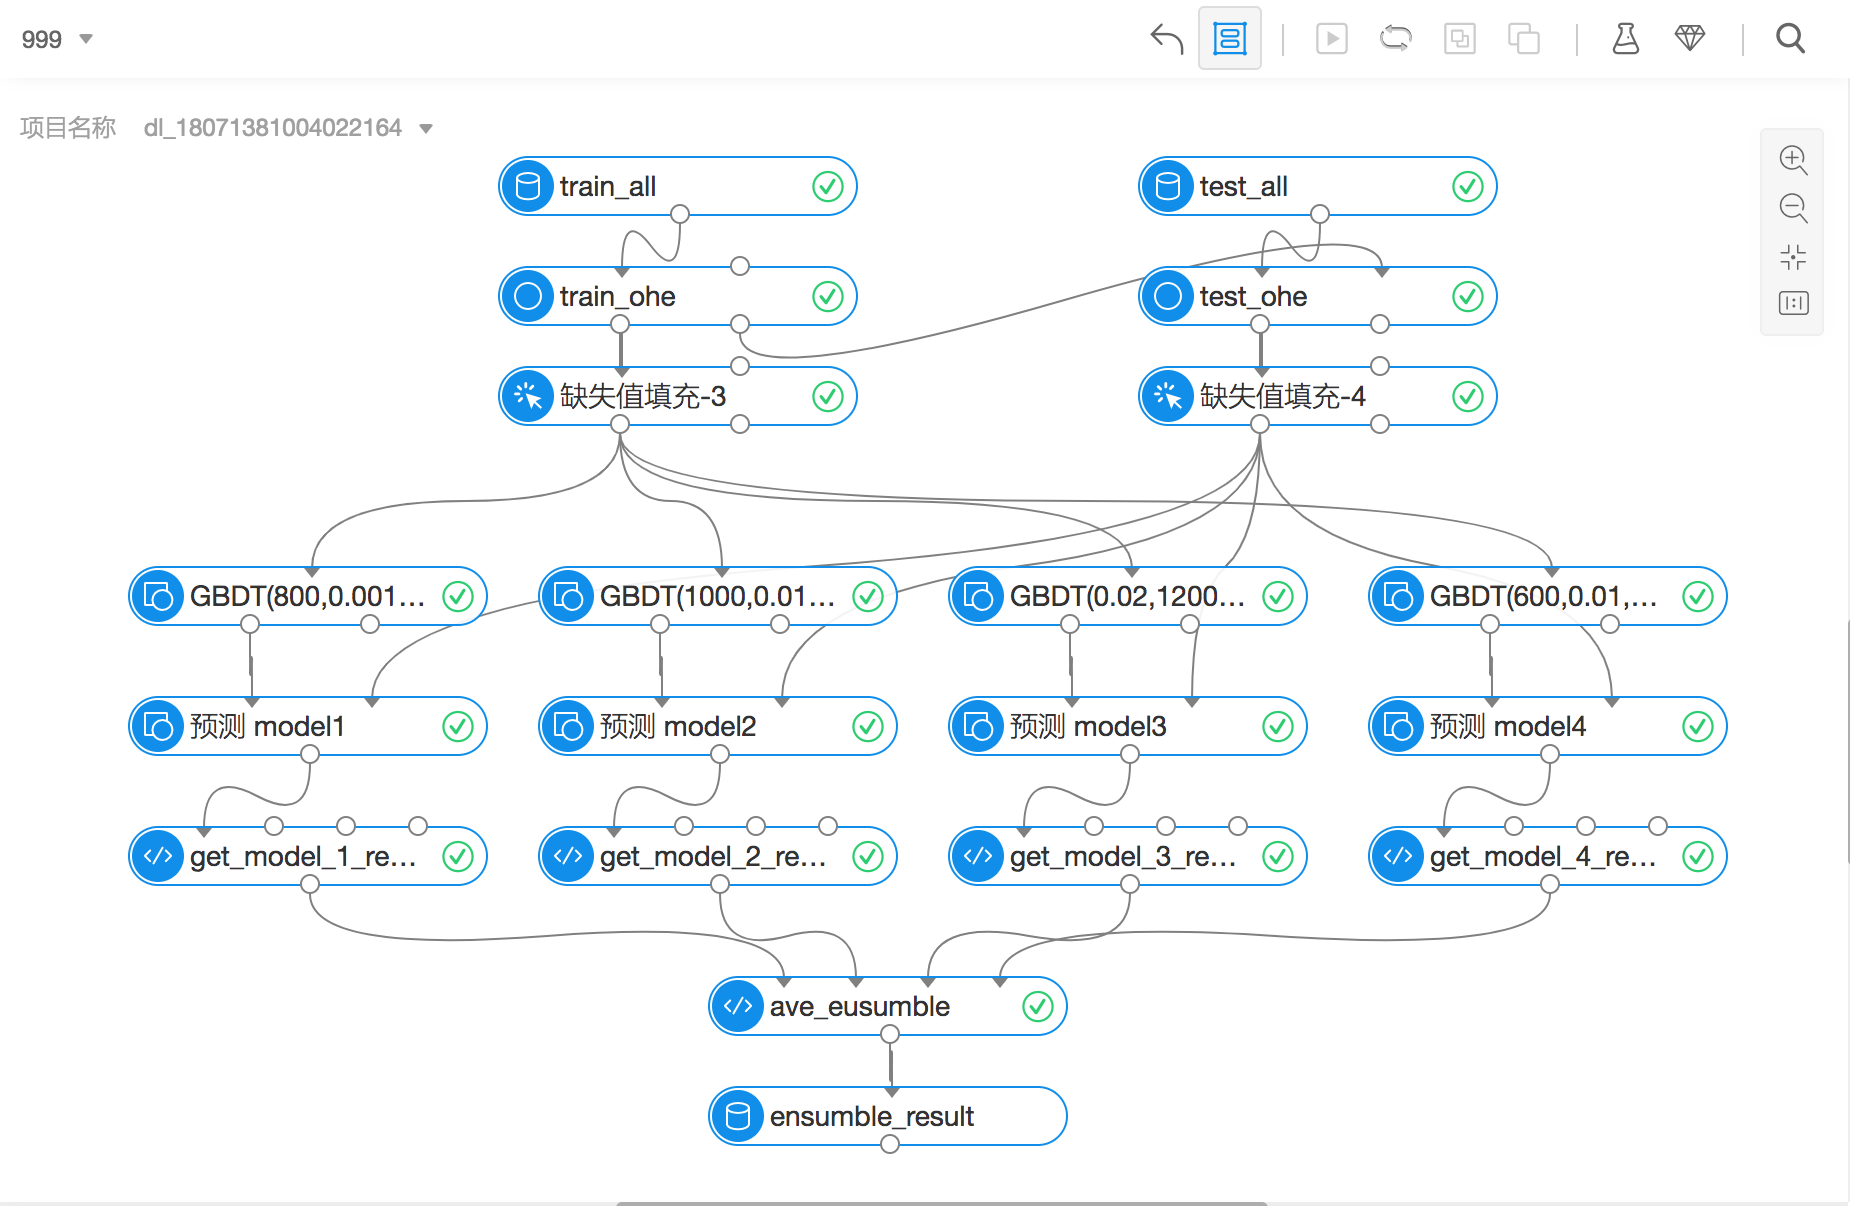 999
项目名称 dl_18071381004022164
train_all
test_all
train_ohe
test_ohe
缺失值填充-3
缺失值填充-4
GBDT(800,0.001...
GBDT(1000,0.01...
GBDT(0.02,1200...
GBDT(600,0.01,...
预测 model1
预测 model2
预测 model3
预测 model4
get_model_1_re...
get_model_2_re...
get_model_3_re...
get_model_4_re...
ave_eusumble
ensumble_result